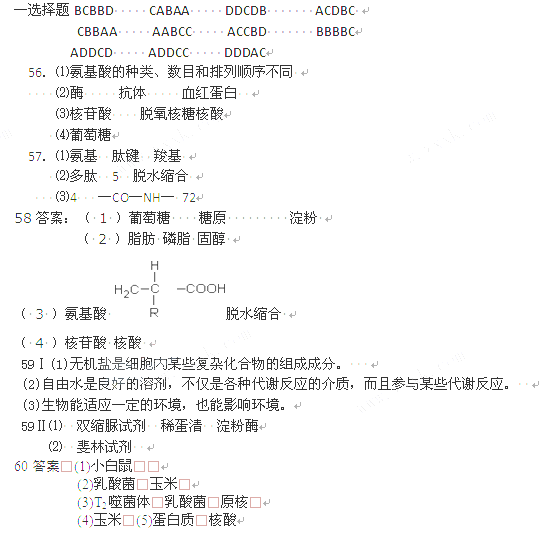 一选择题 BCBBD CABAA DDCDB ACDBC
CBBAA AABCC ACCBD BBBBC
ADDCD ADDCC DDDAC
56. ⑴氨基酸的种类、数目和排列顺序不同
⑵酶 抗体 血红蛋白
⑶核苷酸 脱氧核糖核酸
⑷葡萄糖
57. ⑴氨基 肽键 羧基
⑵多肽 5 脱水缩合
⑶4 —CO—NH— 72
58 答案：（ 1 ）葡萄糖 糖原 淀粉
（ 2 ）脂肪 磷脂 固醇
H
H₂C—C —COOH
R
（ 3 ）氨基酸 脱水缩合
（ 4 ）核苷酸 核酸
59Ⅰ(1)无机盐是细胞内某些复杂化合物的组成成分。
(2)自由水是良好的溶剂，不仅是各种代谢反应的介质，而且参与某些代谢反应。
(3)生物能适应一定的环境，也能影响环境。
59Ⅱ⑴ 双缩脲试剂 稀蛋清 淀粉酶
⑵ 斐林试剂
60 答案□(1)小白鼠□□
(2)乳酸菌□玉米□
(3)T₂噬菌体□乳酸菌□原核□
(4)玉米□(5)蛋白质□核酸